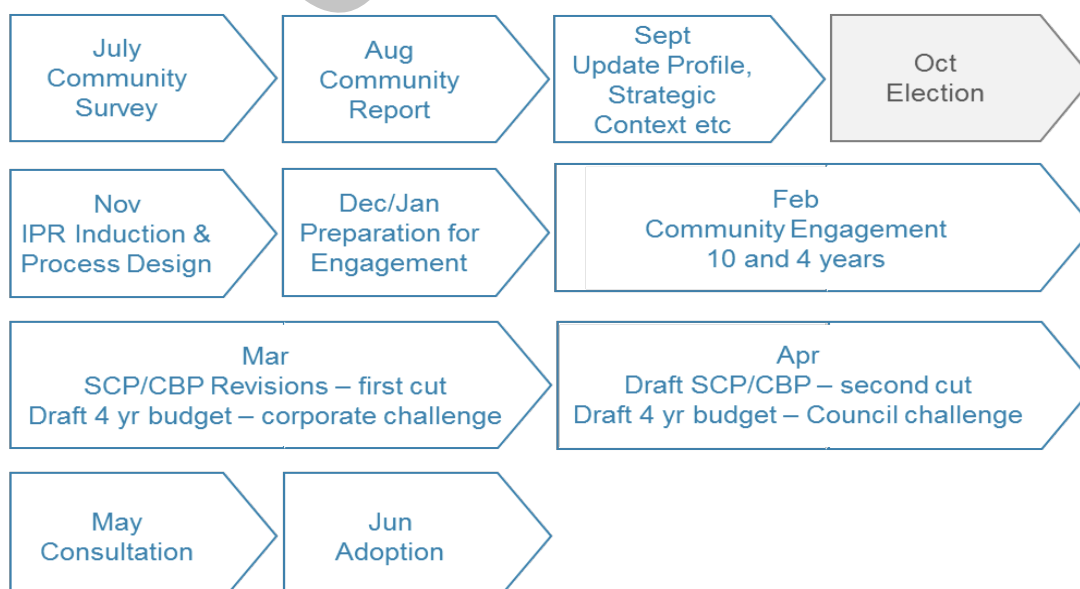 July
Community
Survey
Aug
Community
Report
Sept
Update Profile,
Strategic
Context etc
Oct
Election
Nov
IPR Induction &
Process Design
Dec/Jan
Preparation for
Engagement
Feb
Community Engagement
10 and 4 years
Mar
SCP/CBP Revisions – first cut
Draft 4 yr budget – corporate challenge
Apr
Draft SCP/CBP – second cut
Draft 4 yr budget – Council challenge
May
Consultation
Jun
Adoption